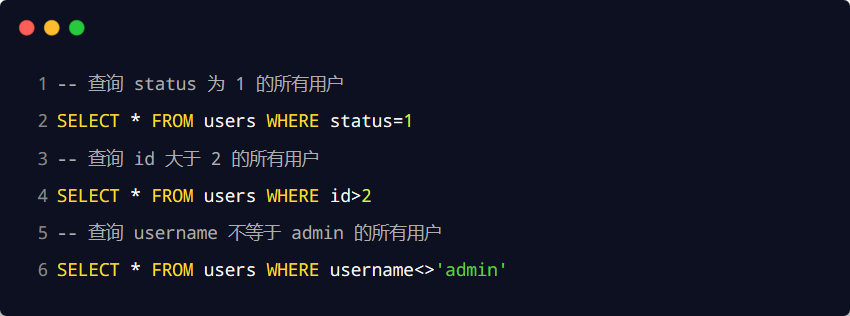 1 -- 查询 status 为 1 的所有用户
2 SELECT * FROM users WHERE status=1
3 -- 查询 id 大于 2 的所有用户
4 SELECT * FROM users WHERE id>2
5 -- 查询 username 不等于 admin 的所有用户
6 SELECT * FROM users WHERE username<>'admin'